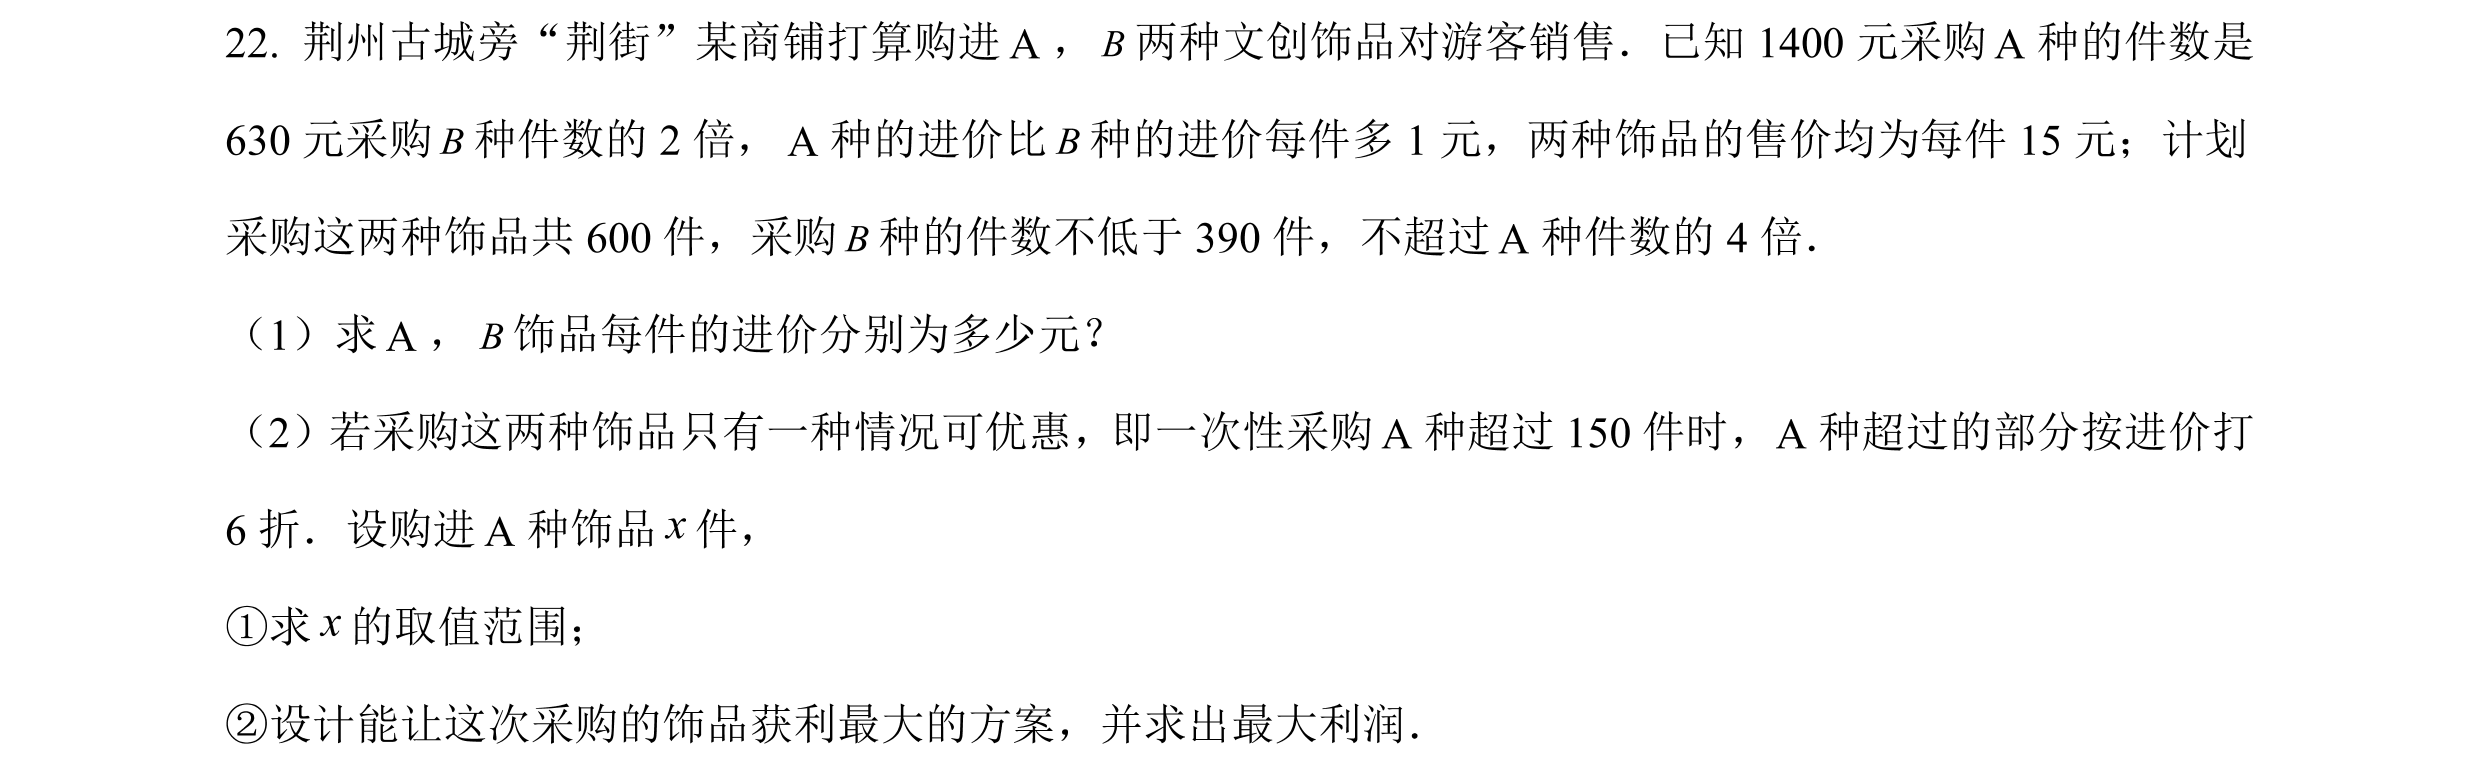 22. 荆州古城旁“荆街”某商铺打算购进 A ， B 两种文创饰品对游客销售．已知 1400 元采购 A 种的件数是
630 元采购 B 种件数的 2 倍， A 种的进价比 B 种的进价每件多 1 元，两种饰品的售价均为每件 15 元；计划
采购这两种饰品共 600 件，采购 B 种的件数不低于 390 件，不超过 A 种件数的 4 倍．
（1）求 A ， B 饰品每件的进价分别为多少元？
（2）若采购这两种饰品只有一种情况可优惠，即一次性采购 A 种超过 150 件时，A 种超过的部分按进价打
6 折．设购进 A 种饰品 x 件，
①求 x 的取值范围；
②设计能让这次采购的饰品获利最大的方案，并求出最大利润．